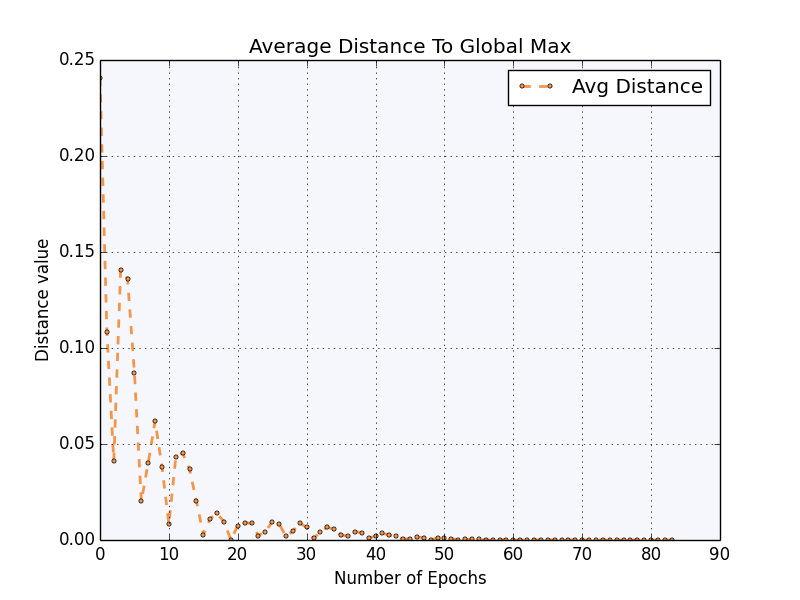 Average Distance To Global Max
Avg Distance
0.25
0.20
0.15
0.10
0.05
0.00
Distance value
0 10 20 30 40 50 60 70 80 90
Number of Epochs